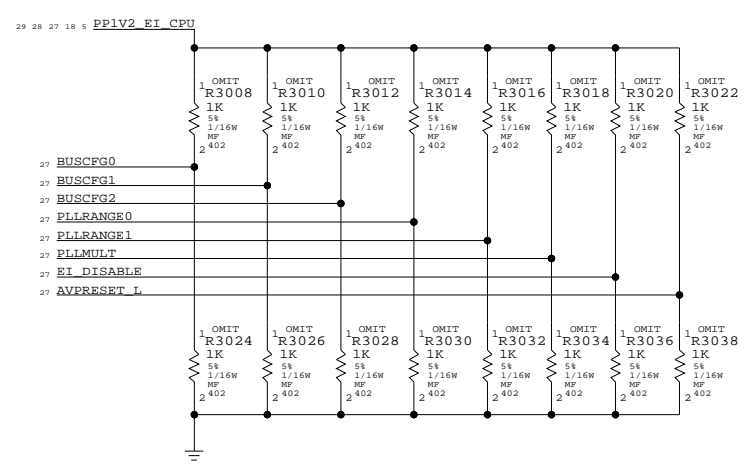 29 28 27 18 5 PP1V2_EI_CPU
1 OMIT R3008 1K 5% 1/16W MF 2 402
1 OMIT R3010 1K 5% 1/16W MF 2 402
1 OMIT R3012 1K 5% 1/16W MF 2 402
1 OMIT R3014 1K 5% 1/16W MF 2 402
1 OMIT R3016 1K 5% 1/16W MF 2 402
1 OMIT R3018 1K 5% 1/16W MF 2 402
1 OMIT R3020 1K 5% 1/16W MF 2 402
1 OMIT R3022 1K 5% 1/16W MF 2 402
27 BUSCFG0
27 BUSCFG1
27 BUSCFG2
27 PLLRANGE0
27 PLLRANGE1
27 PLLMULT
27 EI_DISABLE
27 AVPRESET_L
1 OMIT R3024 1K 5% 1/16W MF 2 402
1 OMIT R3026 1K 5% 1/16W MF 2 402
1 OMIT R3028 1K 5% 1/16W MF 2 402
1 OMIT R3030 1K 5% 1/16W MF 2 402
1 OMIT R3032 1K 5% 1/16W MF 2 402
1 OMIT R3034 1K 5% 1/16W MF 2 402
1 OMIT R3036 1K 5% 1/16W MF 2 402
1 OMIT R3038 1K 5% 1/16W MF 2 402